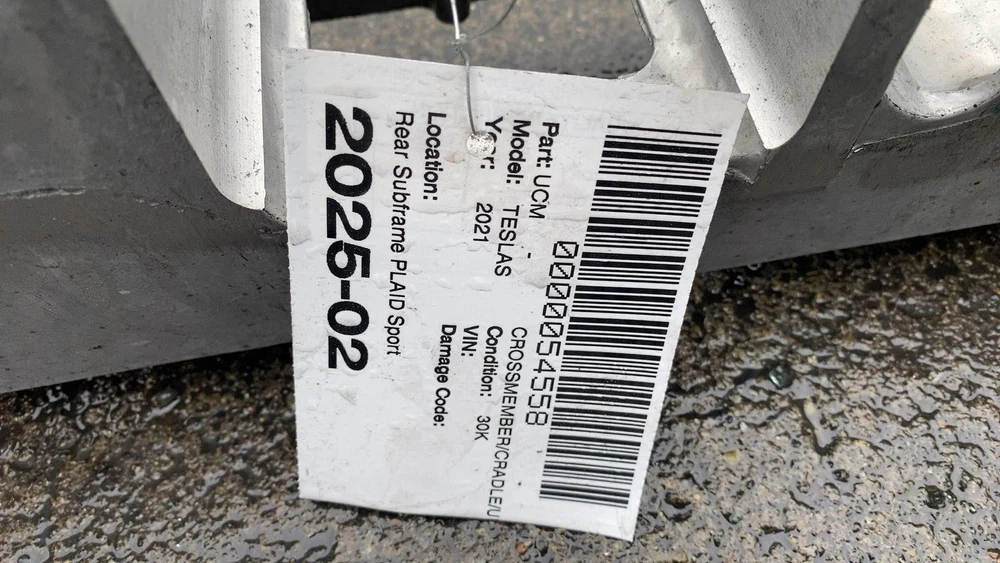 0000054558
Part: UCM - CROSSMEMBER/CRADLE/U
Model: TESLAS
Year: 2021 Condition: 30K
VIN:
Location: Damage Code:
Rear Subframe PLAID Sport
2025-02